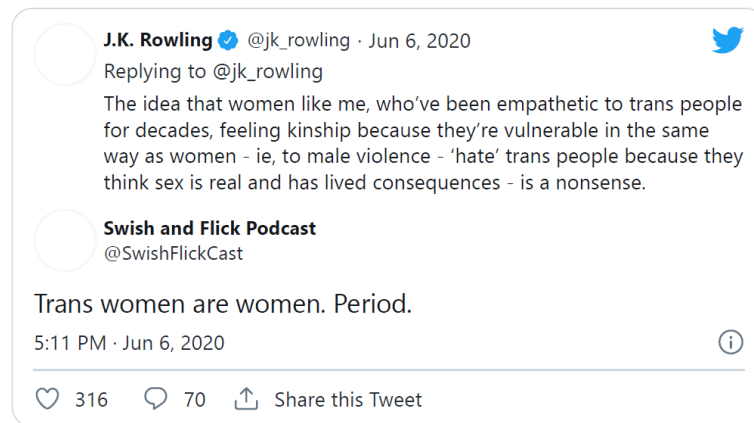 J.K. Rowling @jk_rowling · Jun 6, 2020
Replying to @jk_rowling
The idea that women like me, who’ve been empathetic to trans people
for decades, feeling kinship because they’re vulnerable in the same
way as women - ie, to male violence - ‘hate’ trans people because they
think sex is real and has lived consequences - is a nonsense.
Swish and Flick Podcast
@SwishFlickCast
Trans women are women. Period.
5:11 PM · Jun 6, 2020
316 70 Share this Tweet